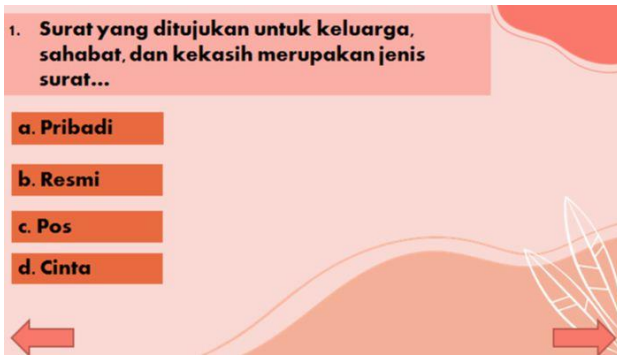 1. Surat yang ditujukan untuk keluarga,
sahabat, dan kekasih merupakan jenis
surat...
a. Pribadi
b. Resmi
c. Pos
d. Cinta